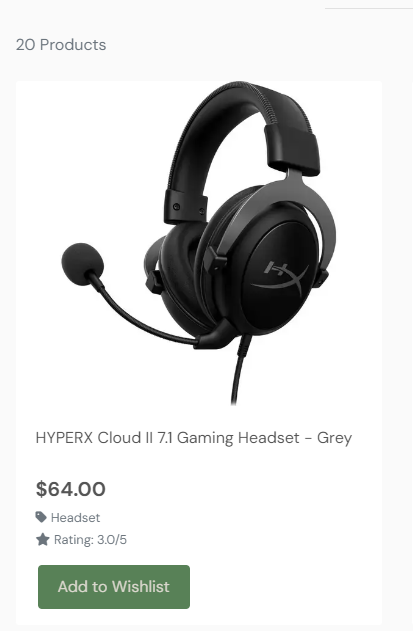 20 Products
HX
HYPERX Cloud II 7.1 Gaming Headset - Grey
$64.00
Headset
Rating: 3.0/5
Add to Wishlist